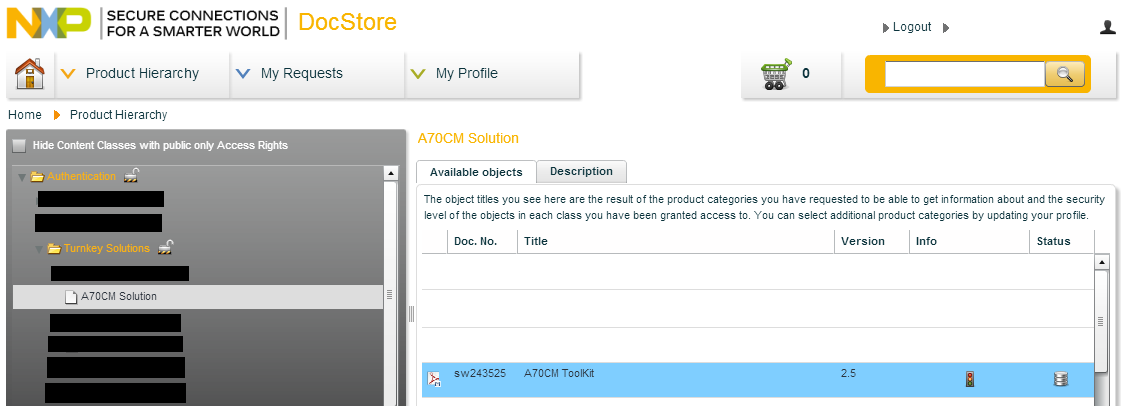 NXP SECURE CONNECTIONS
FOR A SMARTER WORLD
DocStore
Logout
Product Hierarchy
My Requests
My Profile
0
Home Product Hierarchy
Hide Content Classes with public only Access Rights
Authentication
Turnkey Solutions
A70CM Solution
A70CM Solution
Available objects Description
The object titles you see here are the result of the product categories you have requested to be able to get information about and the security
level of the objects in each class you have been granted access to. You can select additional product categories by updating your profile.
Doc. No. Title Version Info Status
sw243525 A70CM ToolKit 2.5